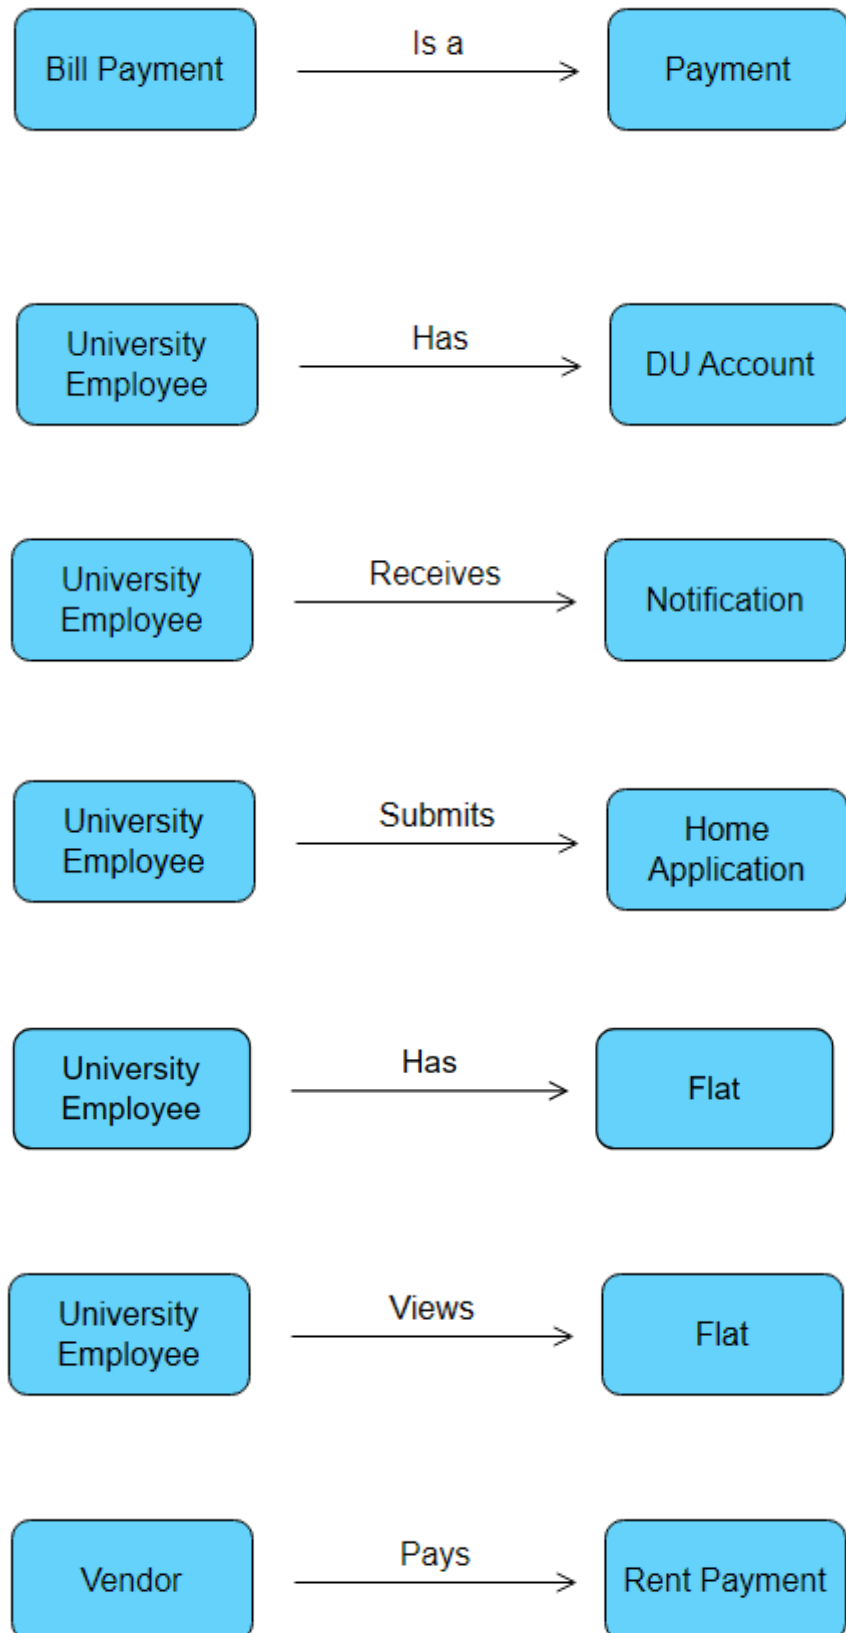 Is a
Bill Payment
Payment
Has
University
Employee
DU Account
Receives
University
Employee
Notification
Submits
University
Employee
Home
Application
Has
University
Employee
Flat
Views
University
Employee
Flat
Pays
Vendor
Rent Payment